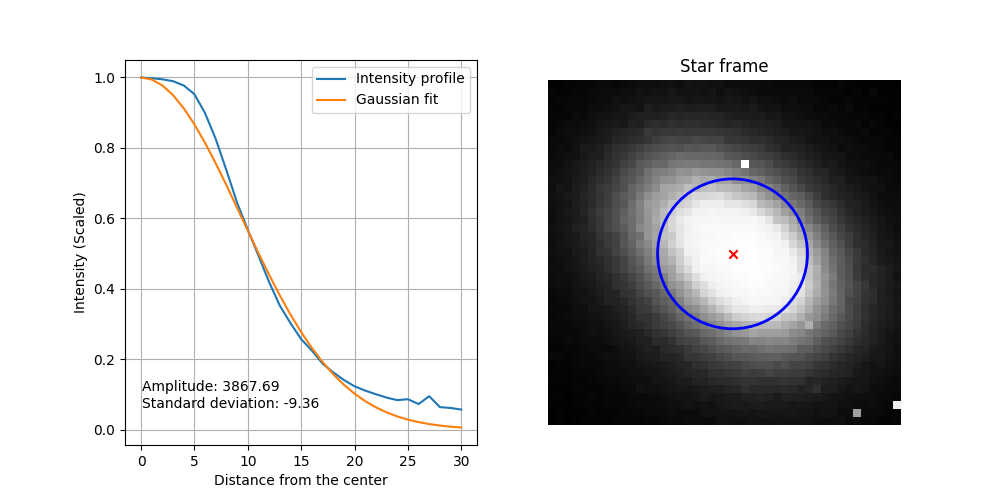 Star frame
Intensity (Scaled)
1.0
0.8
0.6
0.4
0.2
0.0
Intensity profile
Gaussian fit
Amplitude: 3867.69
Standard deviation: -9.36
0 5 10 15 20 25 30
Distance from the center